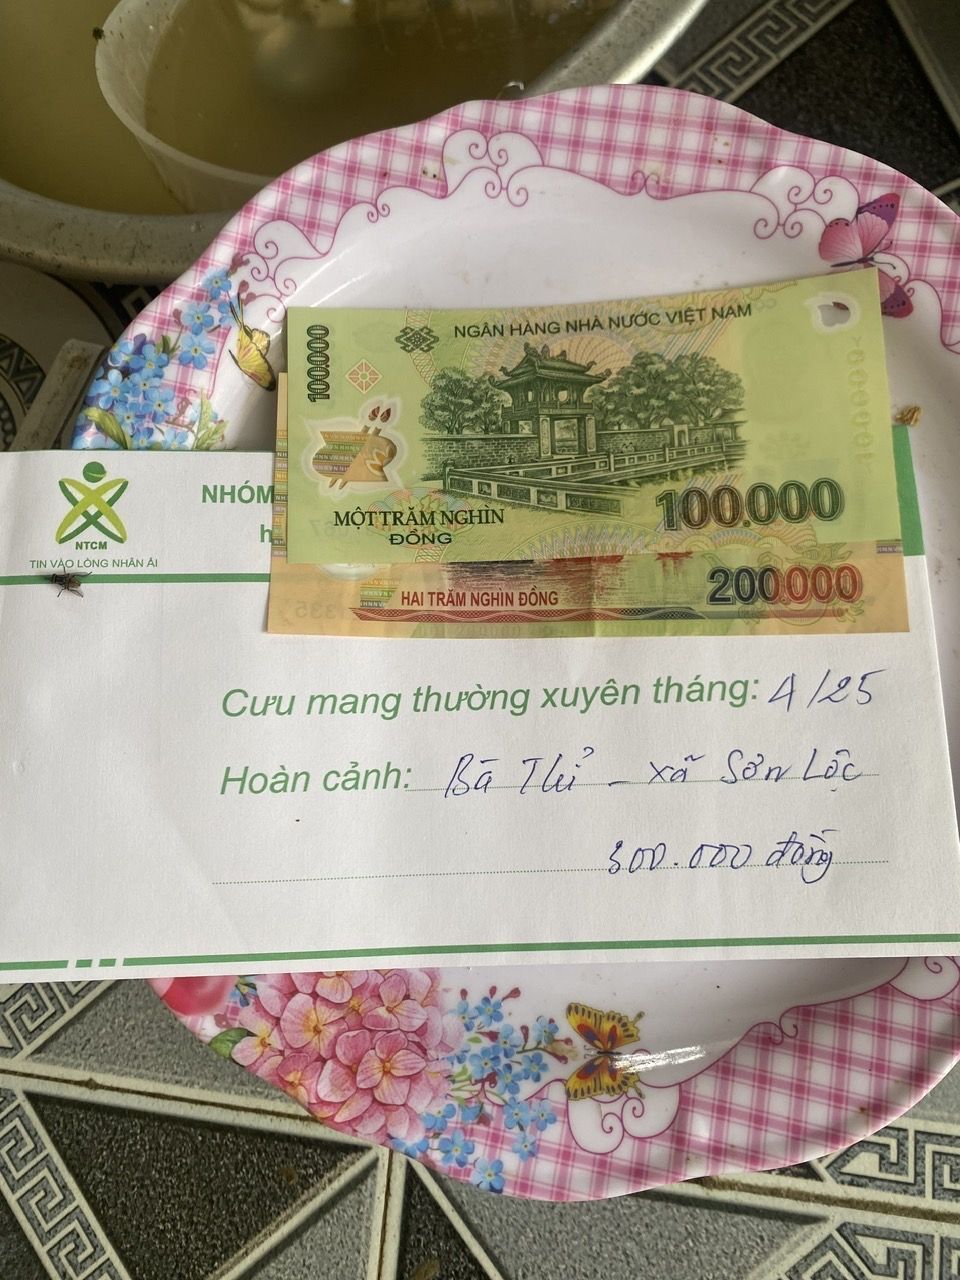 NGÂN HÀNG NHÀ NƯỚC VIỆT NAM
100000
MỘT TRĂM NGHÌN
ĐỒNG
100.000
HAI TRĂM NGHÌN ĐỒNG
200.000
NHÓM
NTCM
TIN VÀO LÒNG NHÂN ÁI
Cưu mang thường xuyên tháng: 4/25
Hoàn cảnh: Bà Thỉ - xã Sơn Lộc
300.000 đồng